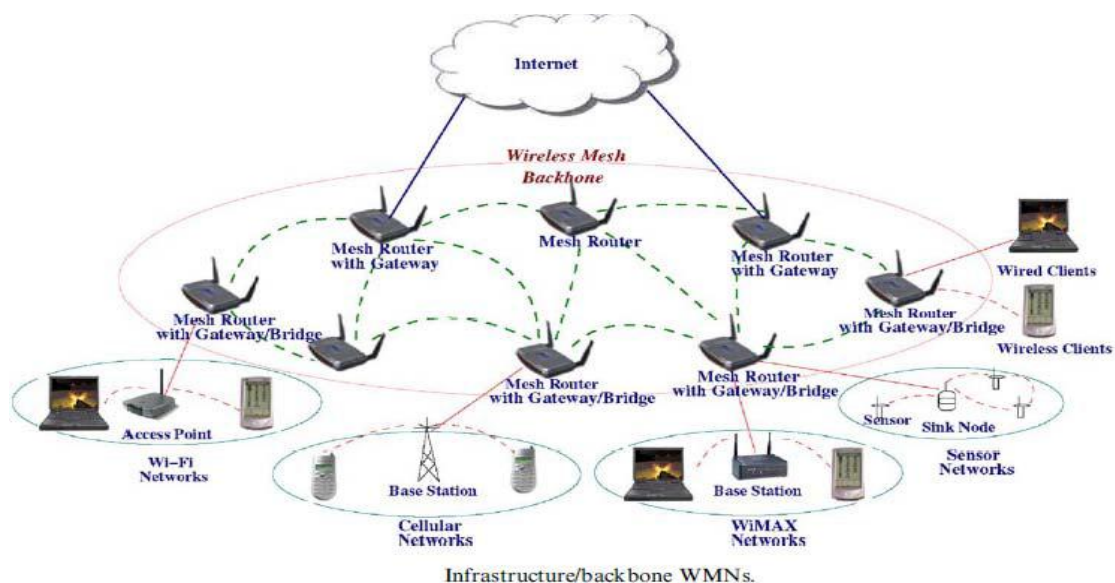 Internet
Wireless Mesh
Backbone
Mesh Router
with Gateway
Mesh Router
Mesh Router
with Gateway
Wired Clients
Mesh Router
with Gateway/Bridge
Mesh Router
with Gateway/Bridge
Wireless Clients
Mesh Router
with Gateway/Bridge
Mesh Router
with Gateway/Bridge
Access Point
Wi-Fi
Networks
Base Station
Cellular
Networks
Base Station
WiMAX
Networks
Sensor
Sink Node
Sensor
Networks
Infrastructure/backbone WMNs.